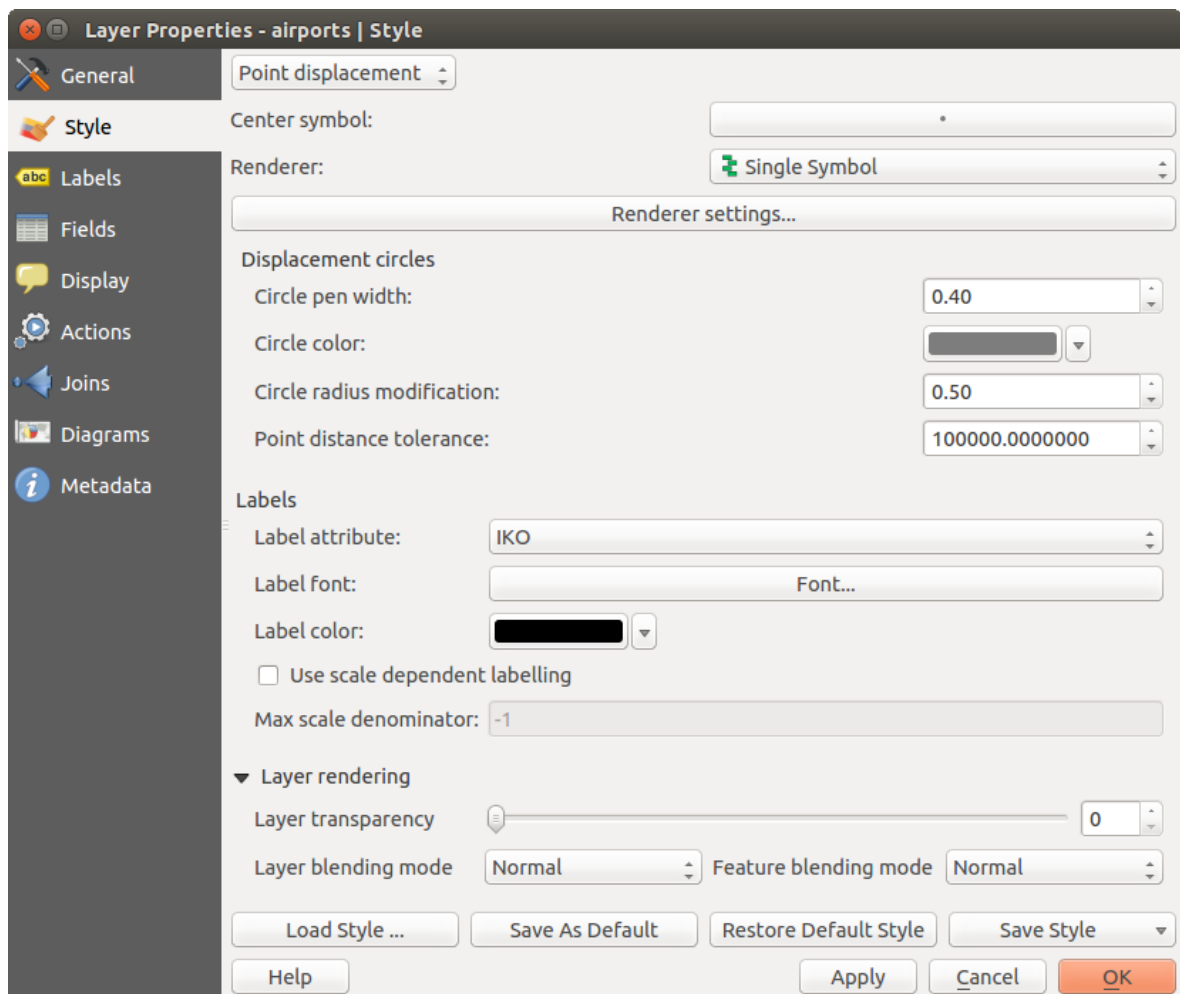 Layer Properties - airports | Style
General
Style
abc Labels
Fields
Display
Actions
Joins
Diagrams
i Metadata
Point displacement
Center symbol:
Renderer: Single Symbol
Renderer settings...
Displacement circles
Circle pen width: 0.40
Circle color:
Circle radius modification: 0.50
Point distance tolerance: 100000.0000000
Labels
Label attribute: IKO
Label font: Font...
Label color:
Use scale dependent labelling
Max scale denominator: -1
Layer rendering
Layer transparency 0
Layer blending mode Normal Feature blending mode Normal
Load Style ... Save As Default Restore Default Style Save Style
Help Apply Cancel OK